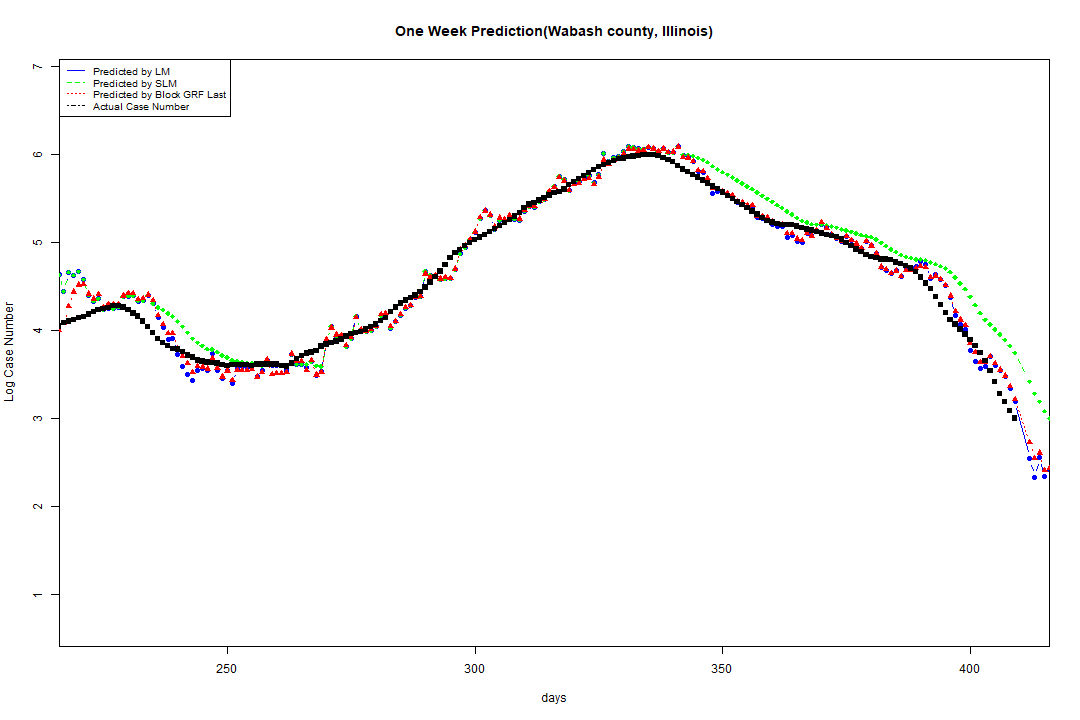 One Week Prediction(Wabash county, Illinois)
Predicted by LM
Predicted by SLM
Predicted by Block GRF Last
Actual Case Number
7
6
5
4
3
2
1
Log Case Number
250 300 350 400
days